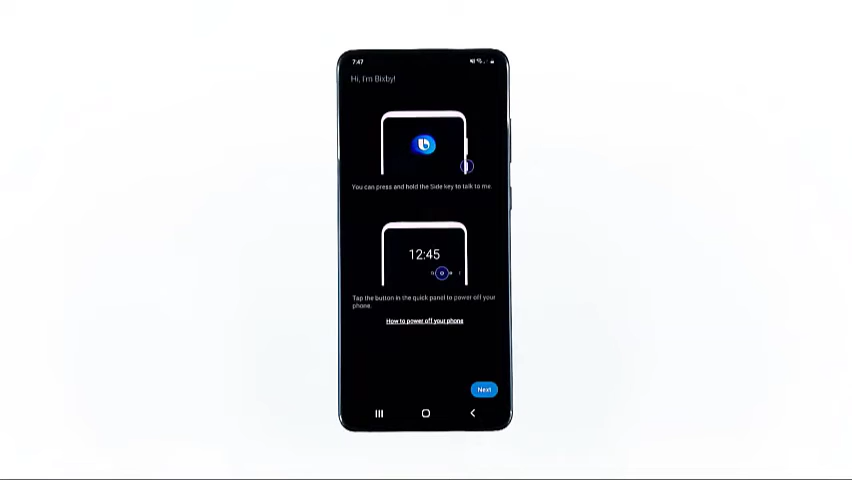 7:47
Hi, I'm Bixby!
You can press and hold the Side key to talk to me.
12:45
Tap the button in the quick panel to power off your
phone.
How to power off your phone
Next